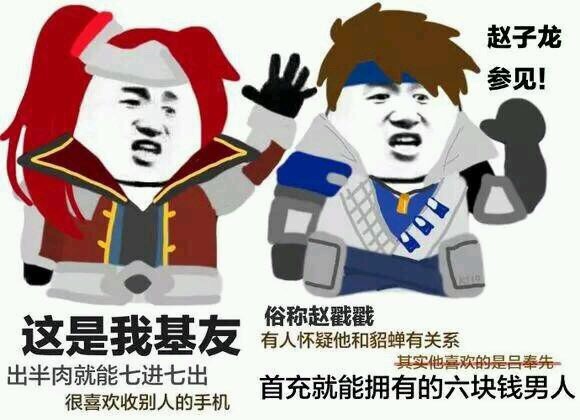 赵子龙
参见!
这是我基友
出半肉就能七进七出
很喜欢收别人的手机
俗称赵戳戳
有人怀疑他和貂蝉有关系
其实他喜欢的是吕奉先
首充就能拥有的六块钱男人